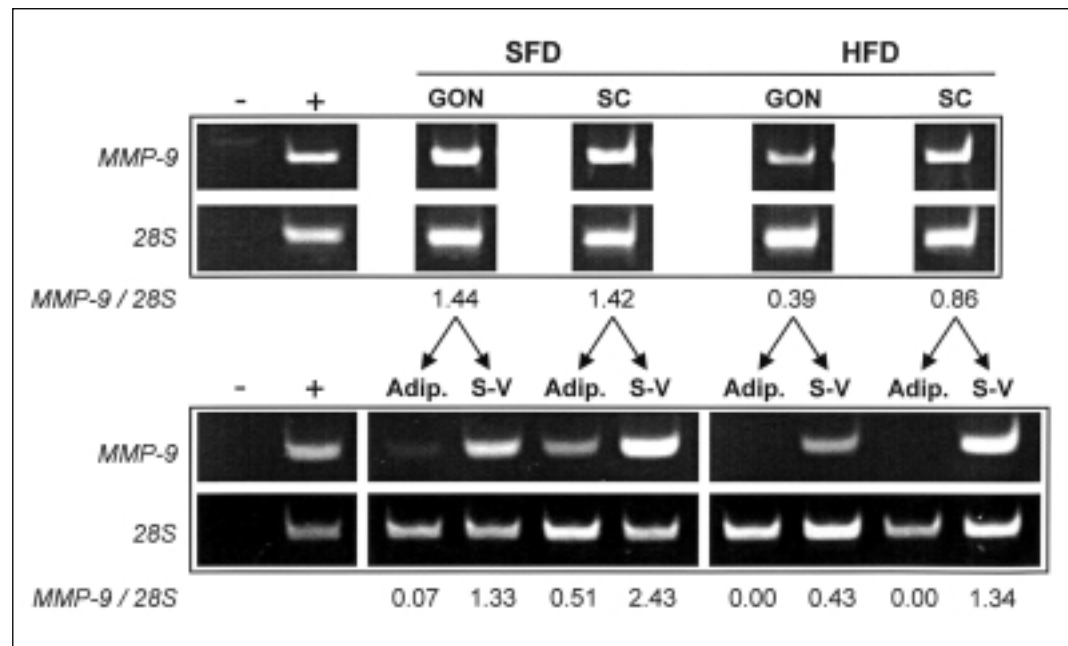 SFD HFD
- + GON SC GON SC
MMP-9
28S
MMP-9 / 28S 1.44 1.42 0.39 0.86
- + Adip. S-V Adip. S-V Adip. S-V Adip. S-V
MMP-9
28S
MMP-9 / 28S 0.07 1.33 0.51 2.43 0.00 0.43 0.00 1.34